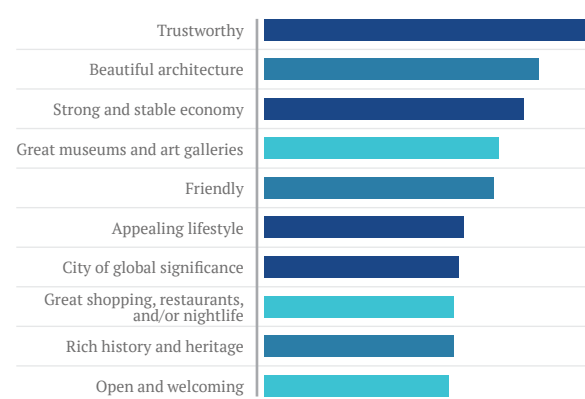 Trustworthy
Beautiful architecture
Strong and stable economy
Great museums and art galleries
Friendly
Appealing lifestyle
City of global significance
Great shopping, restaurants,
and/or nightlife
Rich history and heritage
Open and welcoming